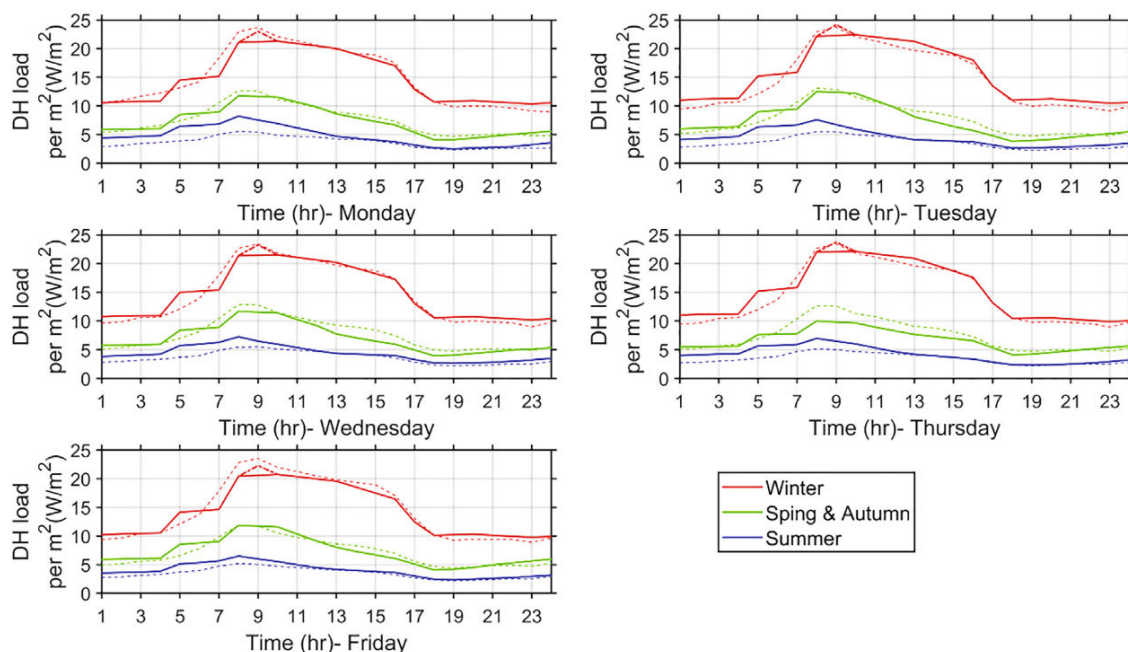 DH load
per m²(W/m²)
25
20
15
10
5
0
1 3 5 7 9 11 13 15 17 19 21 23
Time (hr)- Monday
DH load
per m²(W/m²)
25
20
15
10
5
0
1 3 5 7 9 11 13 15 17 19 21 23
Time (hr)- Tuesday
DH load
per m²(W/m²)
25
20
15
10
5
0
1 3 5 7 9 11 13 15 17 19 21 23
Time (hr)- Wednesday
DH load
per m²(W/m²)
25
20
15
10
5
0
1 3 5 7 9 11 13 15 17 19 21 23
Time (hr)- Thursday
DH load
per m²(W/m²)
25
20
15
10
5
0
1 3 5 7 9 11 13 15 17 19 21 23
Time (hr)- Friday
Winter
Sping & Autumn
Summer